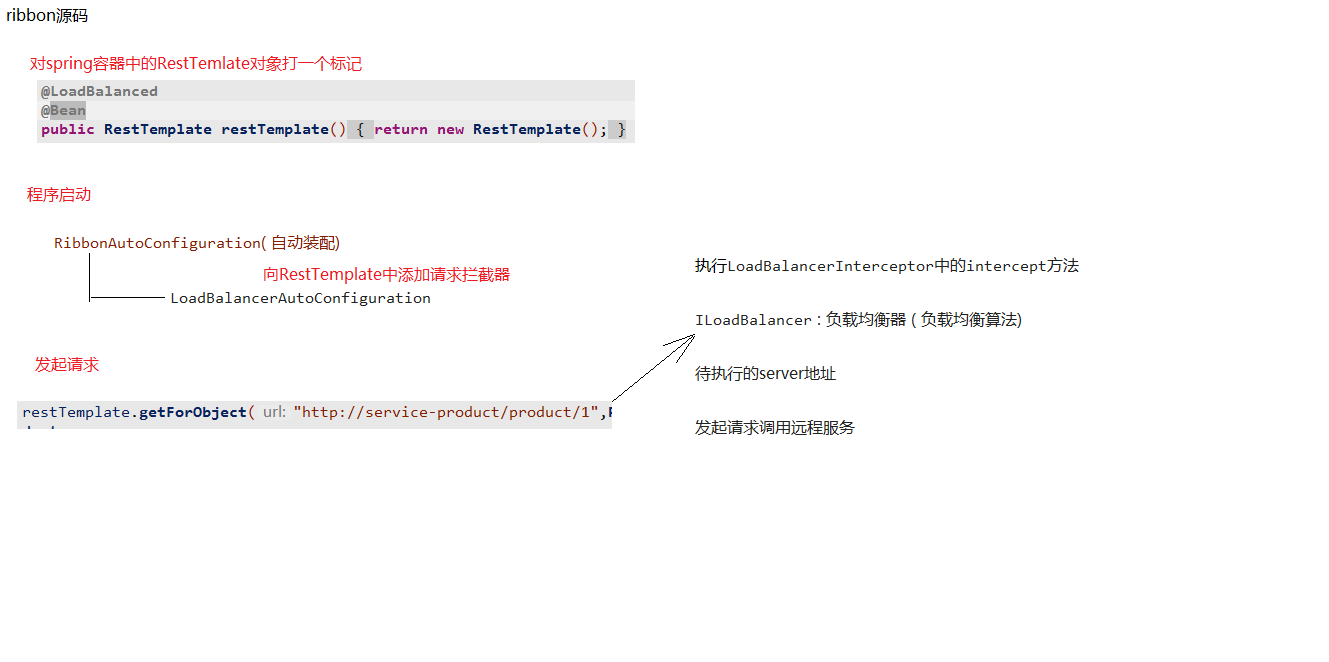 ribbon源码
对spring容器中的RestTemlate对象打一个标记
@LoadBalanced
@Bean
public RestTemplate restTemplate() { return new RestTemplate(); }
程序启动
RibbonAutoConfiguration( 自动装配)
向RestTemplate中添加请求拦截器
LoadBalancerAutoConfiguration
发起请求
restTemplate.getForObject( url: "http://service-product/product/1",
执行LoadBalancerInterceptor中的intercept方法
ILoadBalancer : 负载均衡器 ( 负载均衡算法)
待执行的server地址
发起请求调用远程服务